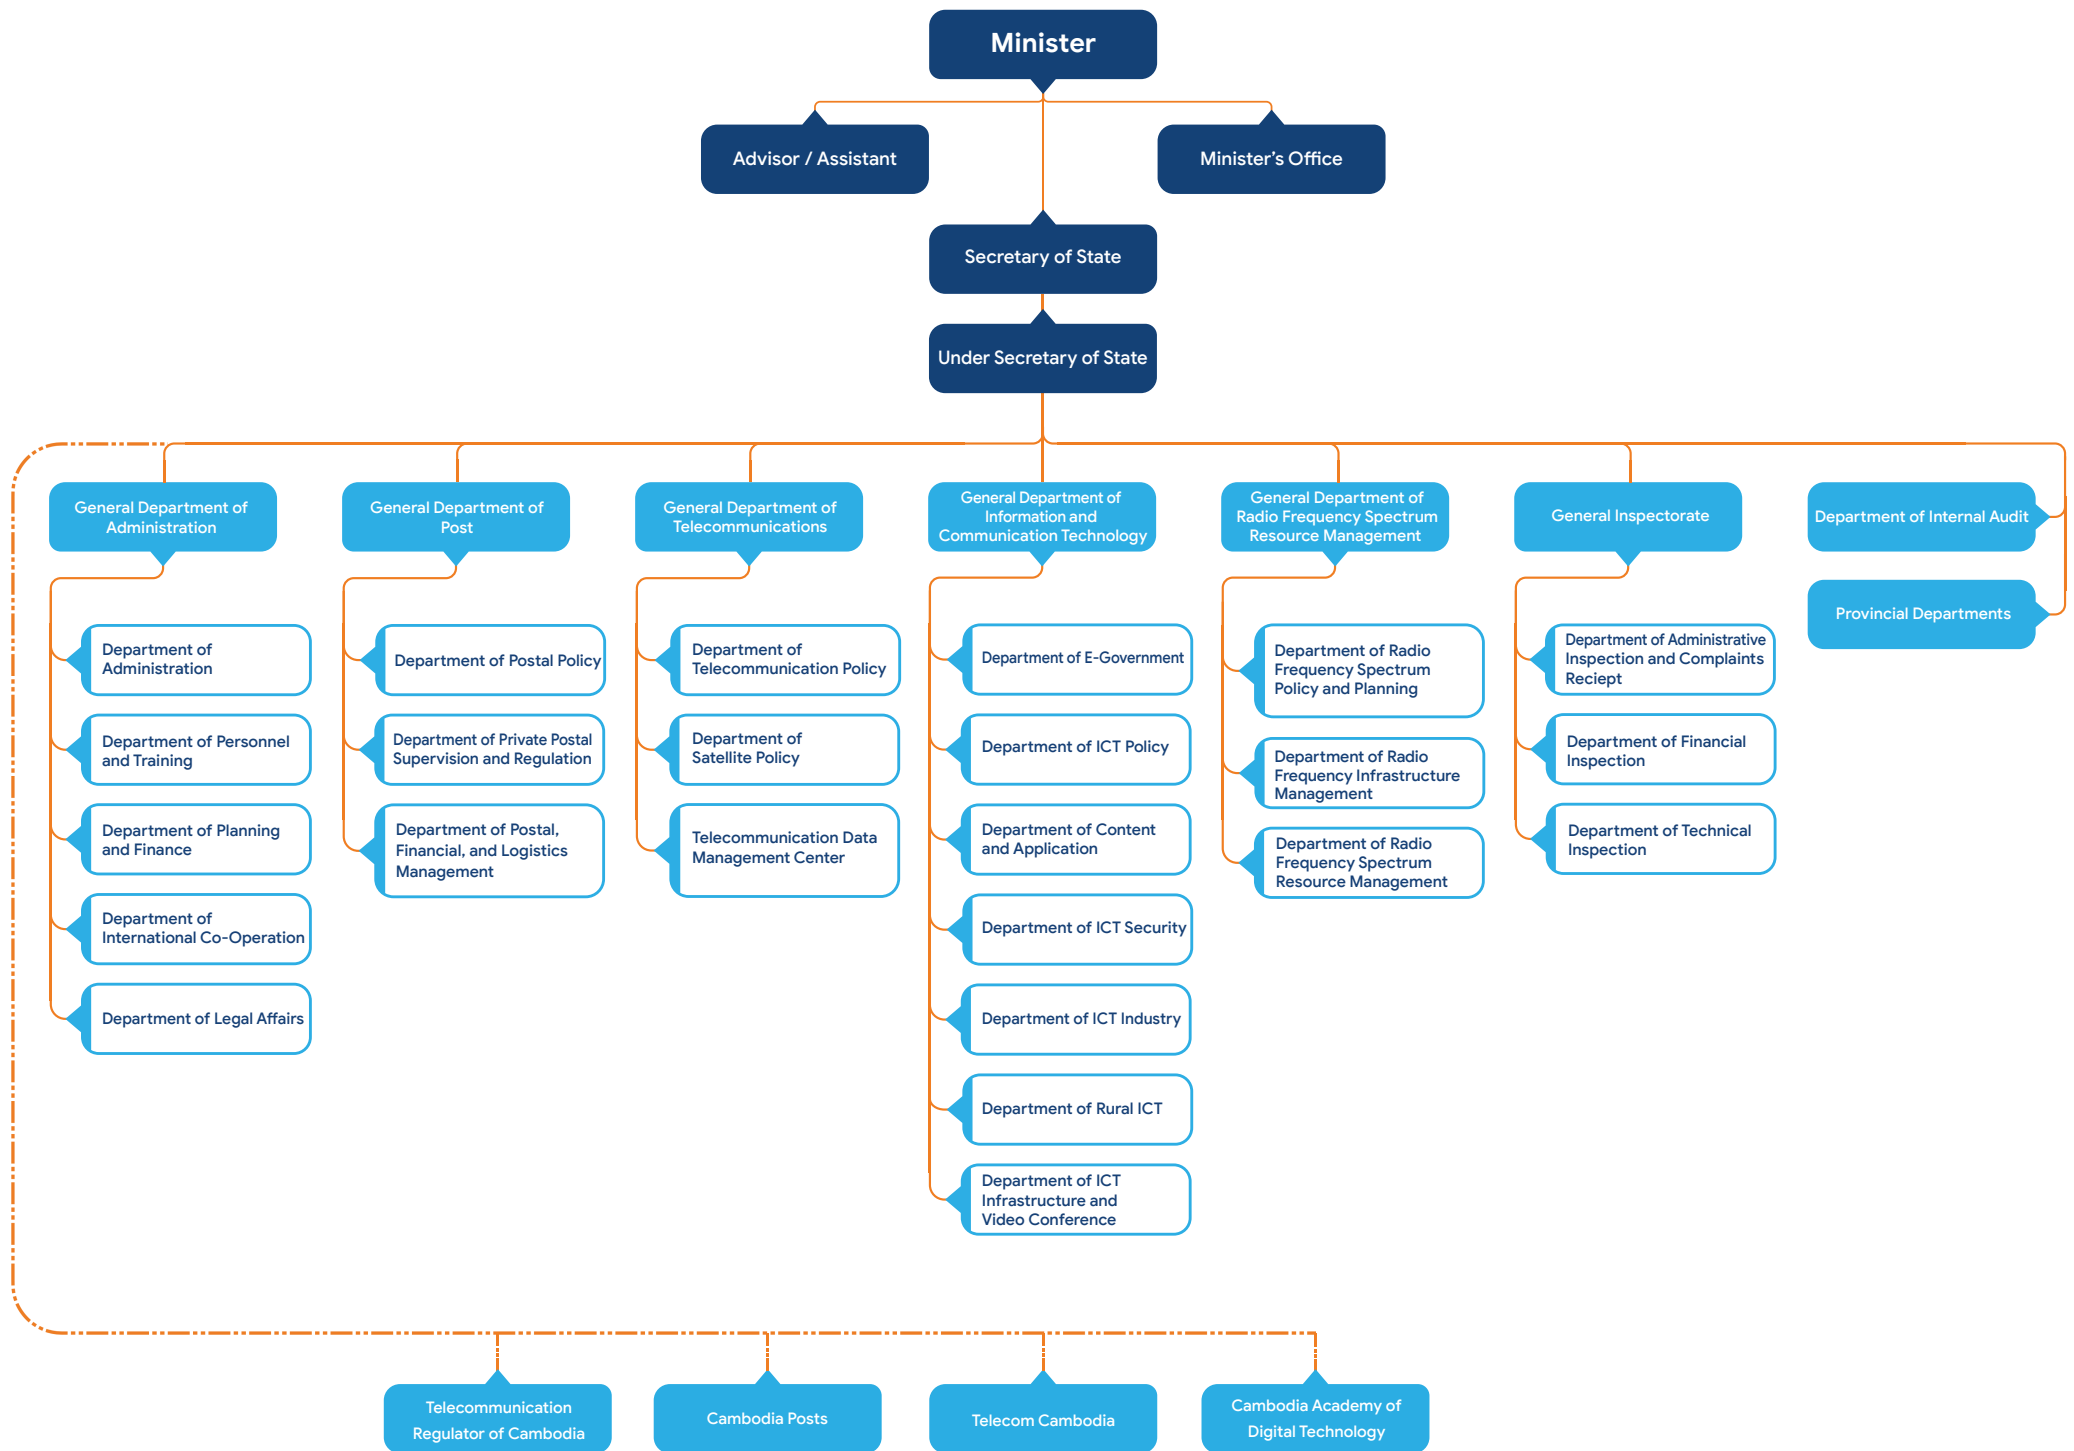 Minister
Advisor / Assistant
Minister's Office
Secretary of State
Under Secretary of State
General Department of
Administration
General Department of
Post
General Department of
Telecommunications
General Department of
Information and
Communication Technology
General Department of
Radio Frequency Spectrum
Resource Management
General Inspectorate
Department of Internal Audit
Provincial Departments
Department of
Administration
Department of Personnel
and Training
Department of Planning
and Finance
Department of
International Co-Operation
Department of Legal Affairs
Department of Postal Policy
Department of Private Postal
Supervision and Regulation
Department of Postal,
Financial, and Logistics
Management
Department of
Telecommunication Policy
Department of
Satellite Policy
Telecommunication Data
Management Center
Department of E-Government
Department of ICT Policy
Department of Content
and Application
Department of ICT Security
Department of ICT Industry
Department of Rural ICT
Department of ICT
Infrastructure and
Video Conference
Department of Radio
Frequency Spectrum
Policy and Planning
Department of Radio
Frequency Infrastructure
Management
Department of Radio
Frequency Spectrum
Resource Management
Department of Administrative
Inspection and Complaints
Reciept
Department of Financial
Inspection
Department of Technical
Inspection
Telecommunication
Regulator of Cambodia
Cambodia Posts
Telecom Cambodia
Cambodia Academy of
Digital Technology